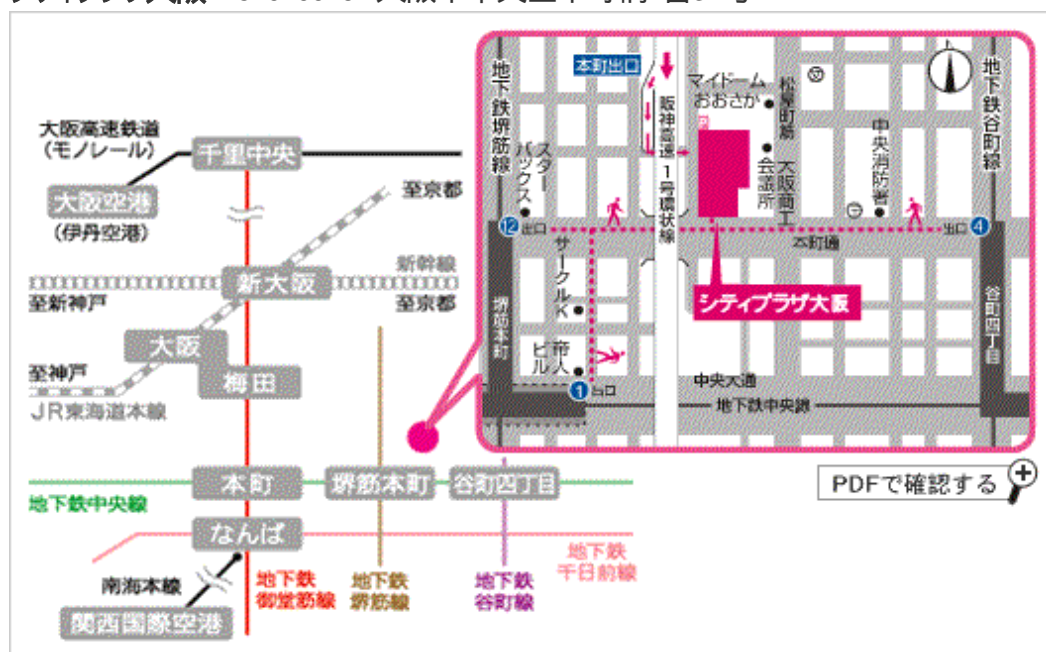 大阪高速鉄道
(モノレール)
千里中央
大阪空港
(伊丹空港)
至京都
新幹線
新大阪
至新神戸
至京都
大阪
至神戸
梅田
JR東海道本線
本町
堺筋本町
谷町四丁目
地下鉄中央線
なんば
地下鉄
千日前線
南海本線
地下鉄
御堂筋線
地下鉄
堺筋線
地下鉄
谷町線
関西国際空港
地下鉄堺筋線
本町出口
阪神高速1号環状線
マイドーム
おおさか
P
松屋町筋
大阪商工
会議所
中央消防署
地下鉄谷町線
スター
バックス
12 出口
サークルK
本町通
出口 4
シティプラザ大阪
堺筋本町
谷町四丁目
帝人
ビル
1 出口
中央大通
地下鉄中央線
PDFで確認する